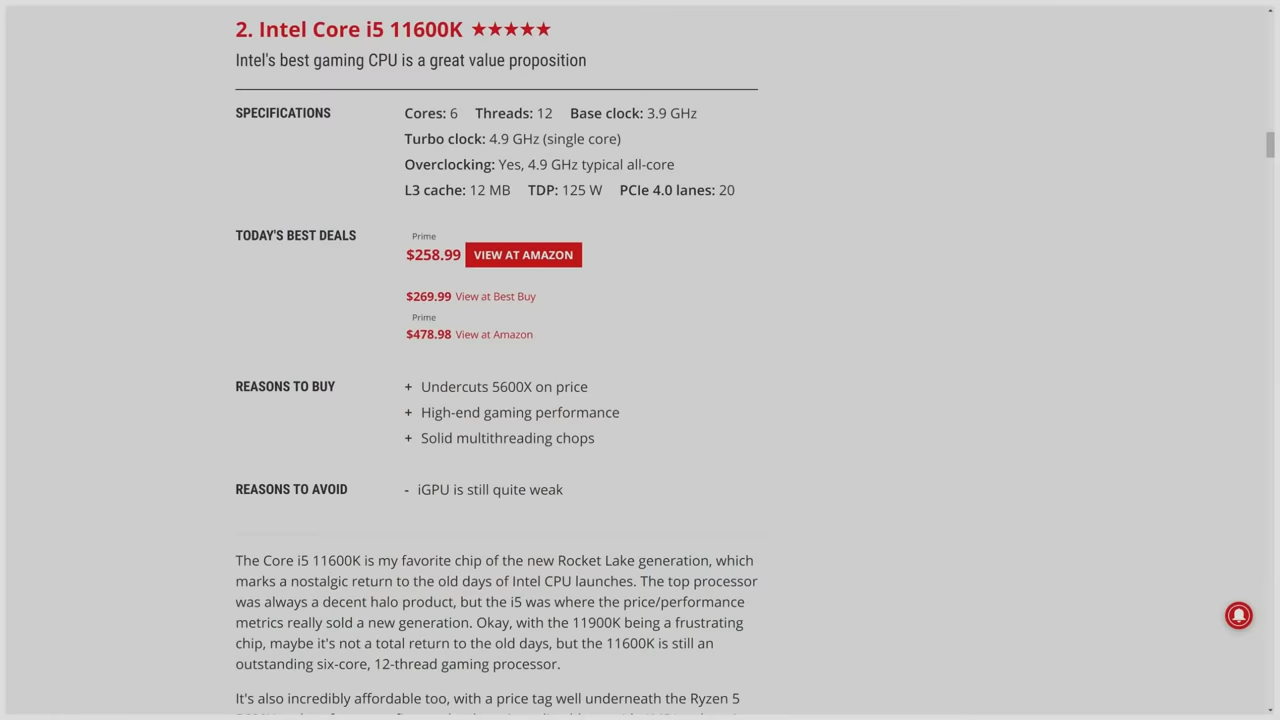 2. Intel Core i5 11600K ★★★★★
Intel's best gaming CPU is a great value proposition
SPECIFICATIONS
Cores: 6 Threads: 12 Base clock: 3.9 GHz
Turbo clock: 4.9 GHz (single core)
Overclocking: Yes, 4.9 GHz typical all-core
L3 cache: 12 MB TDP: 125 W PCIe 4.0 lanes: 20
TODAY'S BEST DEALS
Prime
$258.99 VIEW AT AMAZON
$269.99 View at Best Buy
Prime
$478.98 View at Amazon
REASONS TO BUY
+ Undercuts 5600X on price
+ High-end gaming performance
+ Solid multithreading chops
REASONS TO AVOID
- iGPU is still quite weak
The Core i5 11600K is my favorite chip of the new Rocket Lake generation, which
marks a nostalgic return to the old days of Intel CPU launches. The top processor
was always a decent halo product, but the i5 was where the price/performance
metrics really sold a new generation. Okay, with the 11900K being a frustrating
chip, maybe it's not a total return to the old days, but the 11600K is still an
outstanding six-core, 12-thread gaming processor.
It's also incredibly affordable too, with a price tag well underneath the Ryzen 5